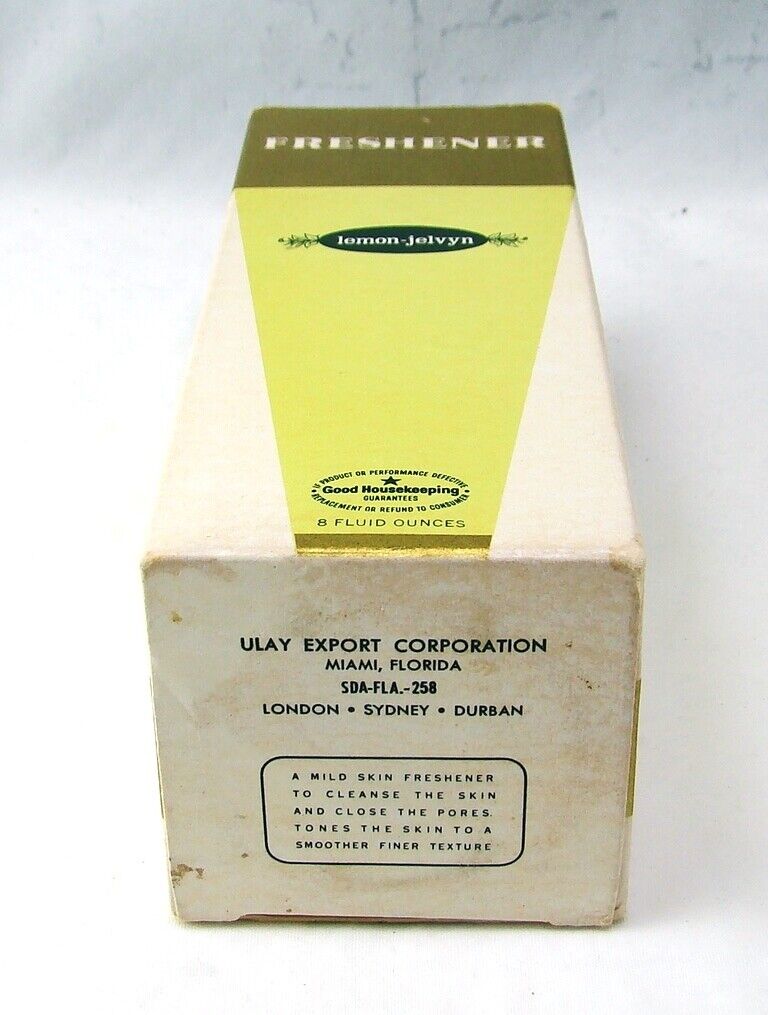 FRESHENER
lemon-jelvyn
IF PRODUCT OR PERFORMANCE DEFECTIVE
Good Housekeeping
GUARANTEES
REPLACEMENT OR REFUND TO CONSUMER
8 FLUID OUNCES
ULAY EXPORT CORPORATION
MIAMI, FLORIDA
SDA-FLA.-258
LONDON • SYDNEY • DURBAN
A MILD SKIN FRESHENER
TO CLEANSE THE SKIN
AND CLOSE THE PORES.
TONES THE SKIN TO A
SMOOTHER FINER TEXTURE